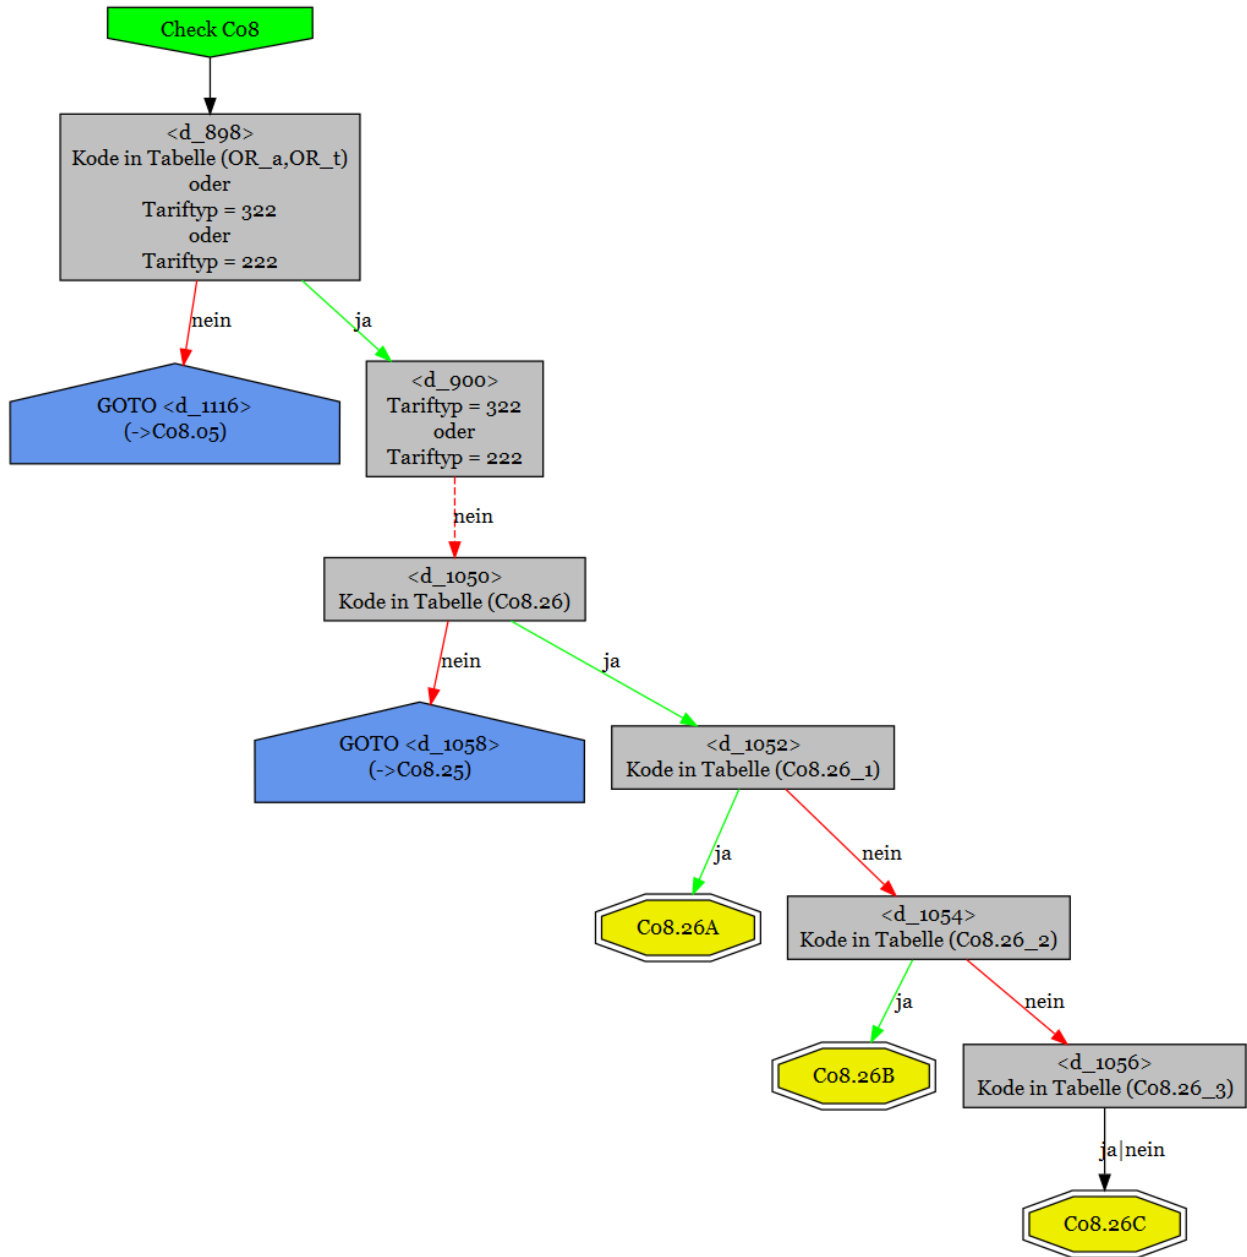 Check C08
<d_898>
Kode in Tabelle (OR_a,OR_t)
oder
Tariftyp = 322
oder
Tariftyp = 222
nein
ja
GOTO <d_1116>
(->C08.05)
<d_900>
Tariftyp = 322
oder
Tariftyp = 222
nein
<d_1050>
Kode in Tabelle (C08.26)
nein
ja
GOTO <d_1058>
(->C08.25)
<d_1052>
Kode in Tabelle (C08.26_1)
ja
nein
C08.26A
<d_1054>
Kode in Tabelle (C08.26_2)
ja
nein
C08.26B
<d_1056>
Kode in Tabelle (C08.26_3)
ja|nein
C08.26C